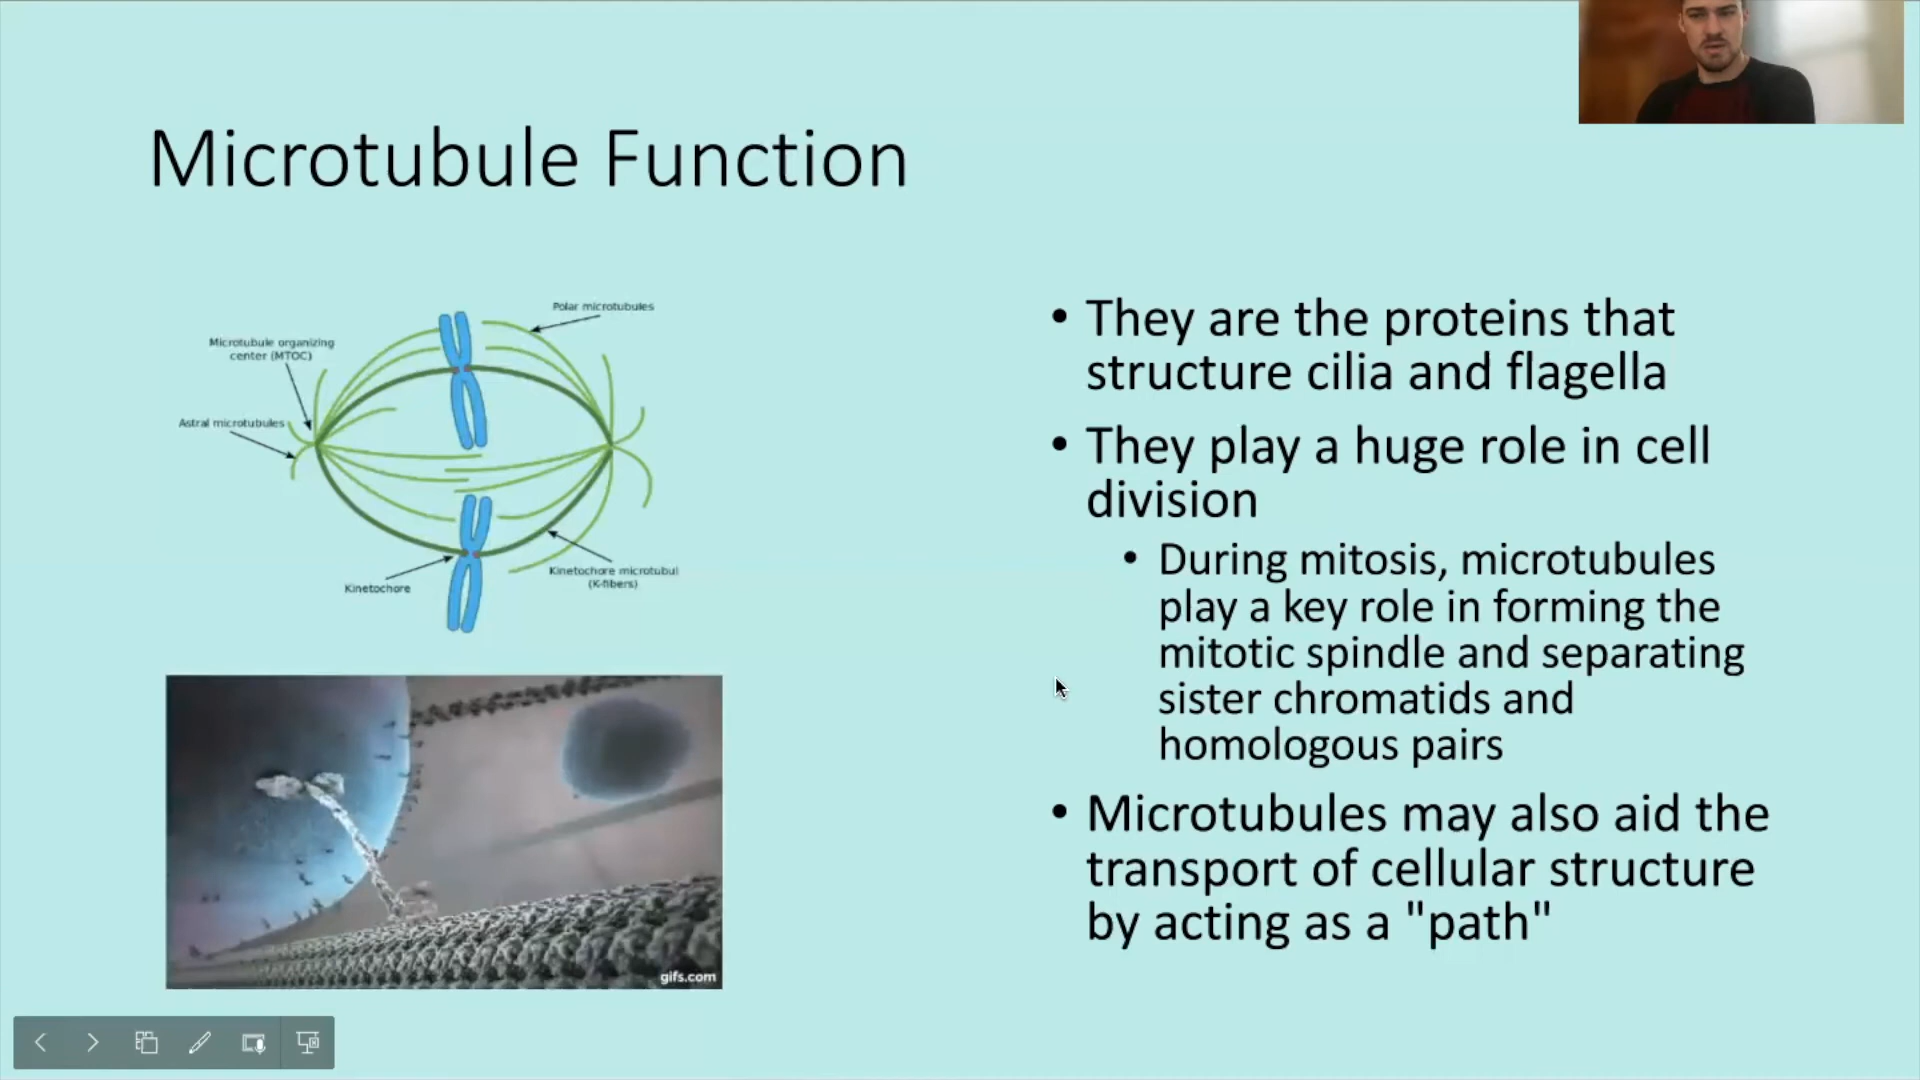 Microtubule Function
Polar microtubules
Microtubule organizing
center (MTOC)
Astral microtubules
Kinetochore
Kinetochore microtubul
(K-fibers)
gifs.com
• They are the proteins that
structure cilia and flagella
• They play a huge role in cell
division
• During mitosis, microtubules
play a key role in forming the
mitotic spindle and separating
sister chromatids and
homologous pairs
• Microtubules may also aid the
transport of cellular structure
by acting as a "path"